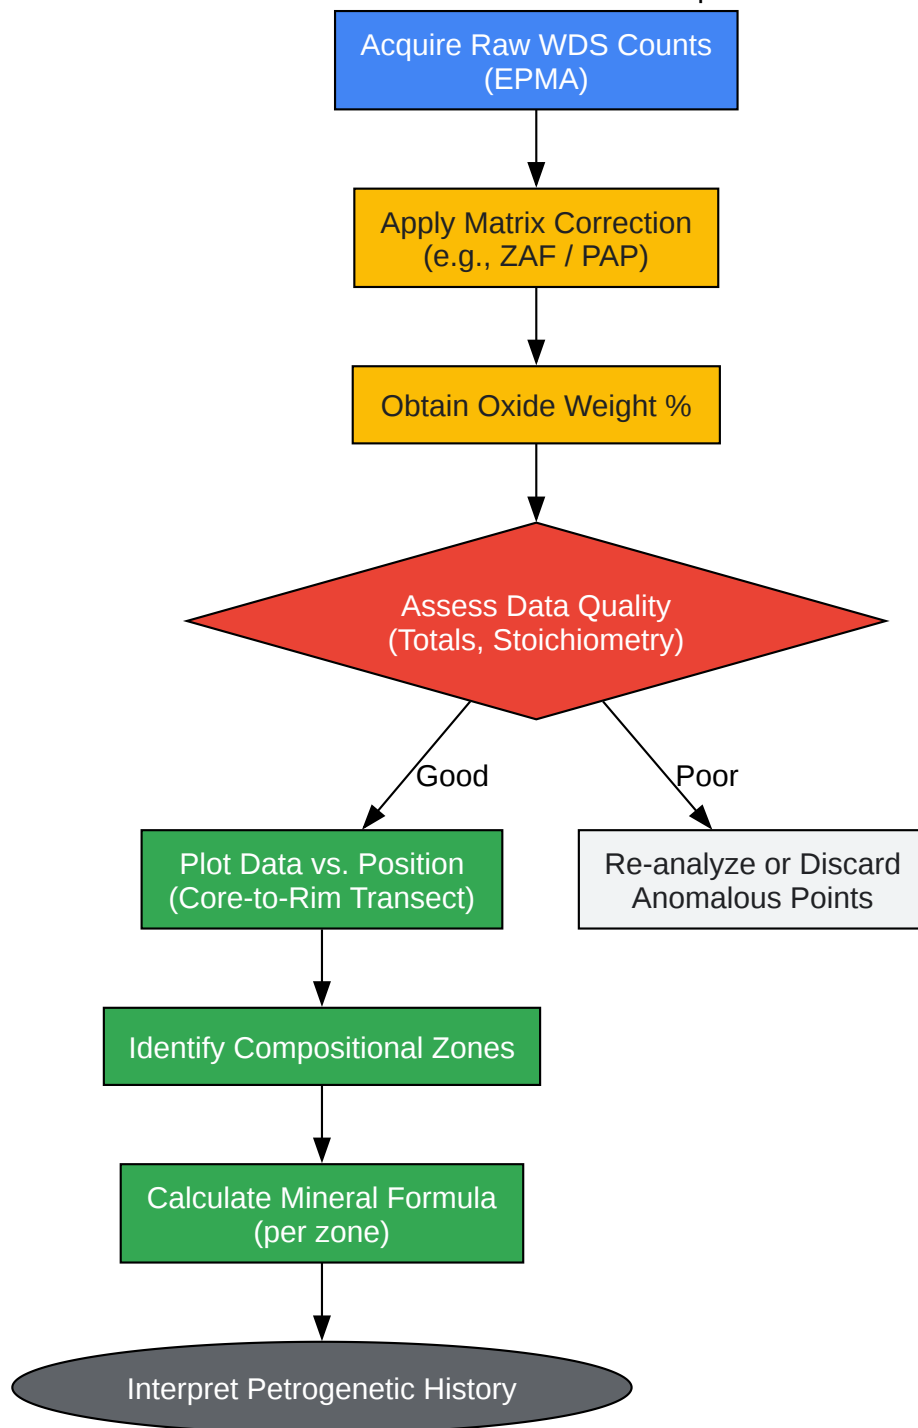 Acquire Raw WDS Counts
(EPMA)
Apply Matrix Correction
(e.g., ZAF / PAP)
Obtain Oxide Weight %
Assess Data Quality
(Totals, Stoichiometry)
Good
Poor
Plot Data vs. Position
(Core-to-Rim Transect)
Re-analyze or Discard
Anomalous Points
Identify Compositional Zones
Calculate Mineral Formula
(per zone)
Interpret Petrogenetic History